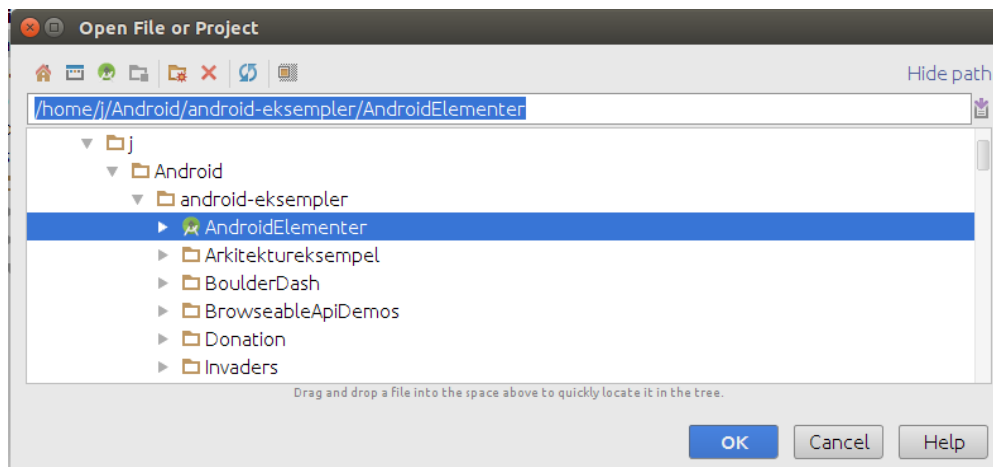 Open File or Project
Hide path
/home/j/Android/android-eksempler/AndroidElementer
j
Android
android-eksempler
AndroidElementer
Arkitektureksempel
BoulderDash
BrowseableApiDemos
Donation
Invaders
Drag and drop a file into the space above to quickly locate it in the tree.
OK Cancel Help